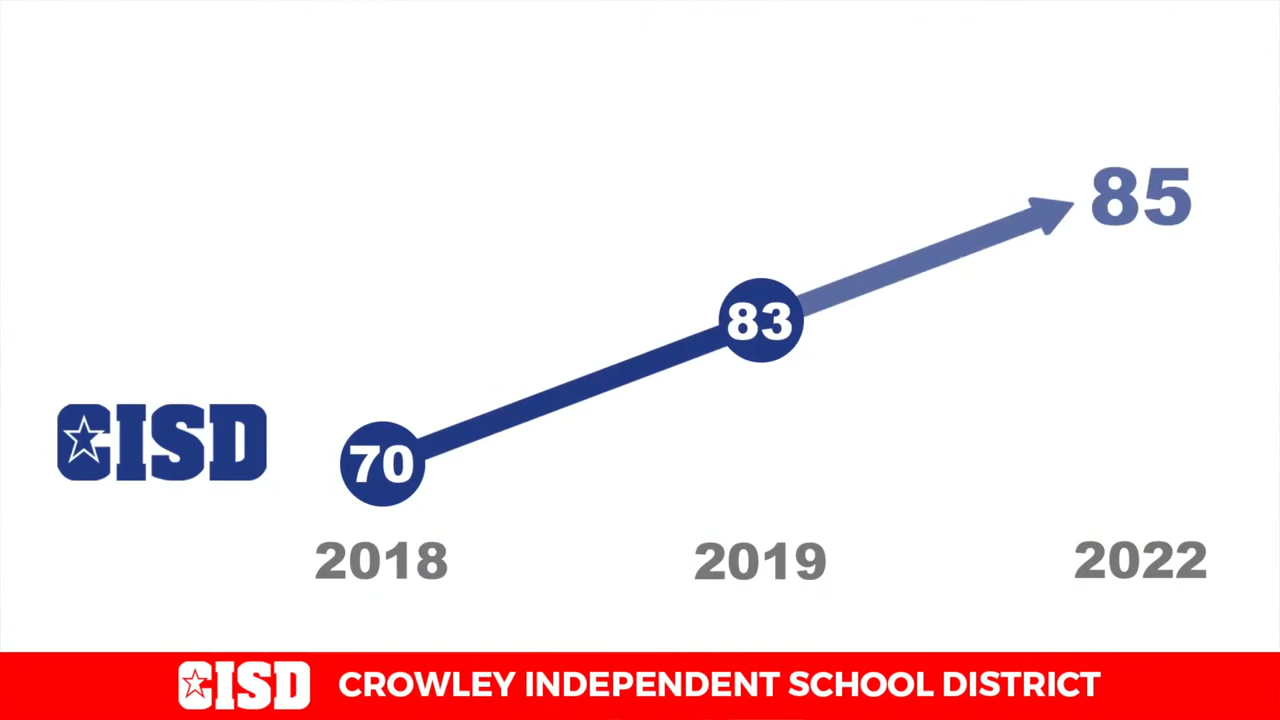 85
83
CISD
70
2018 2019 2022
CISD CROWLEY INDEPENDENT SCHOOL DISTRICT